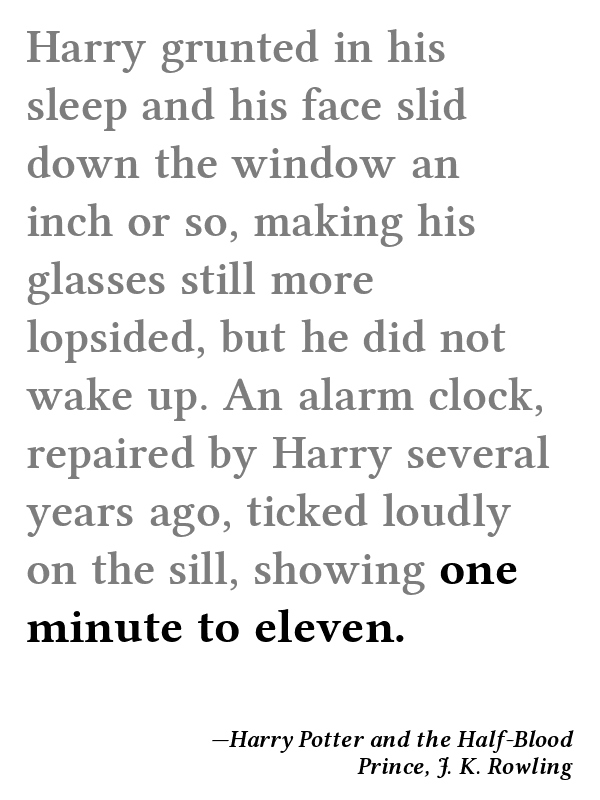 Harry grunted in his
sleep and his face slid
down the window an
inch or so, making his
glasses still more
lopsided, but he did not
wake up. An alarm clock,
repaired by Harry several
years ago, ticked loudly
on the sill, showing one
minute to eleven.
—Harry Potter and the Half-Blood
Prince, J. K. Rowling